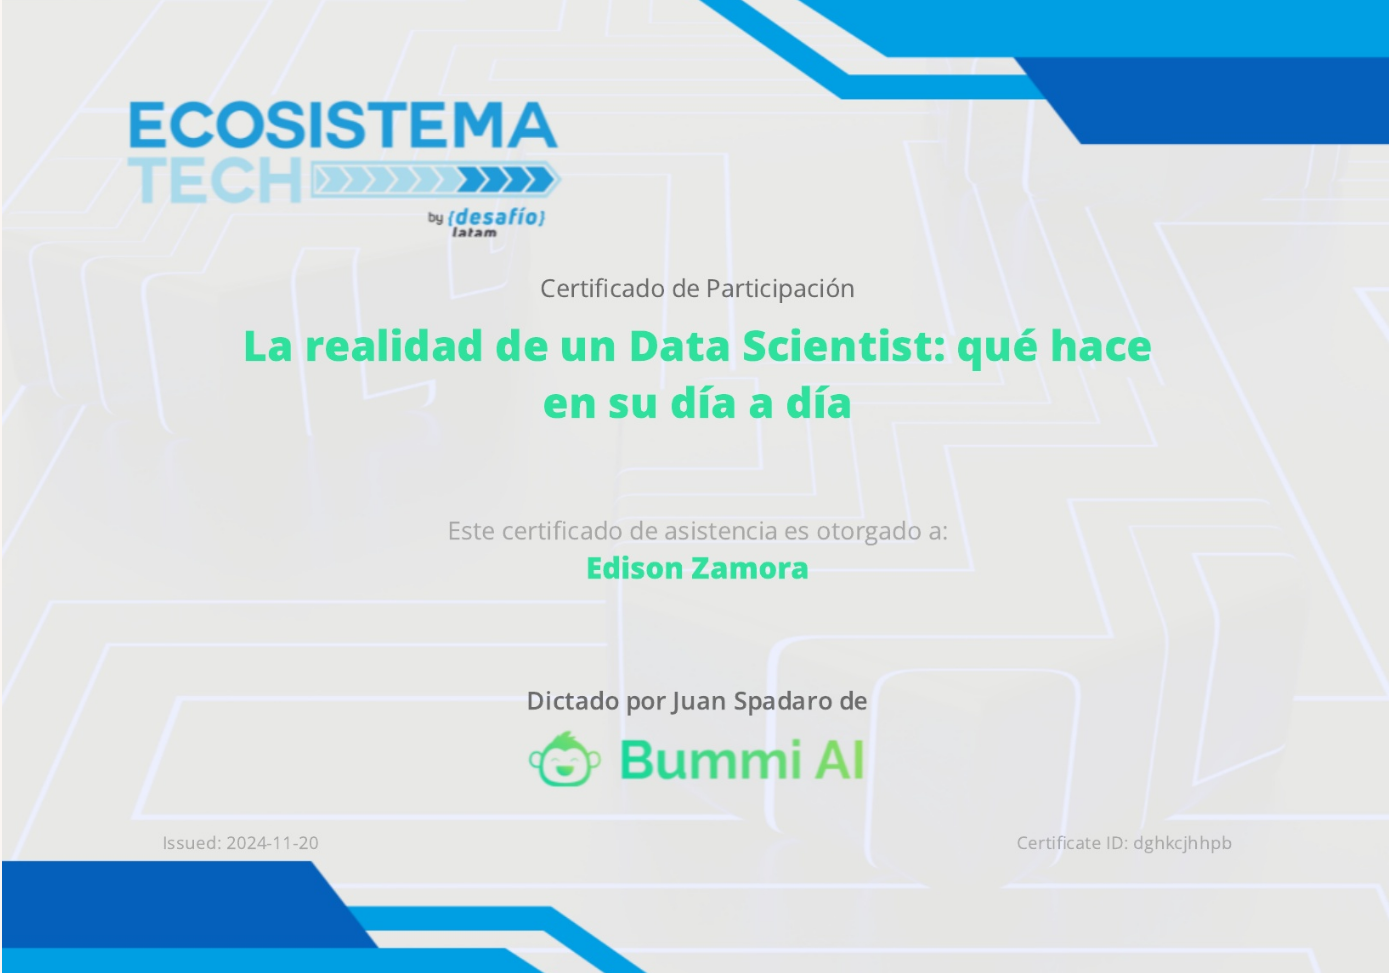 ECOSISTEMA
TECH
by {desafío}
latam
Certificado de Participación
La realidad de un Data Scientist: qué hace
en su día a día
Este certificado de asistencia es otorgado a:
Edison Zamora
Dictado por Juan Spadaro de
Bummi AI
Issued: 2024-11-20
Certificate ID: dghkcjhhpb